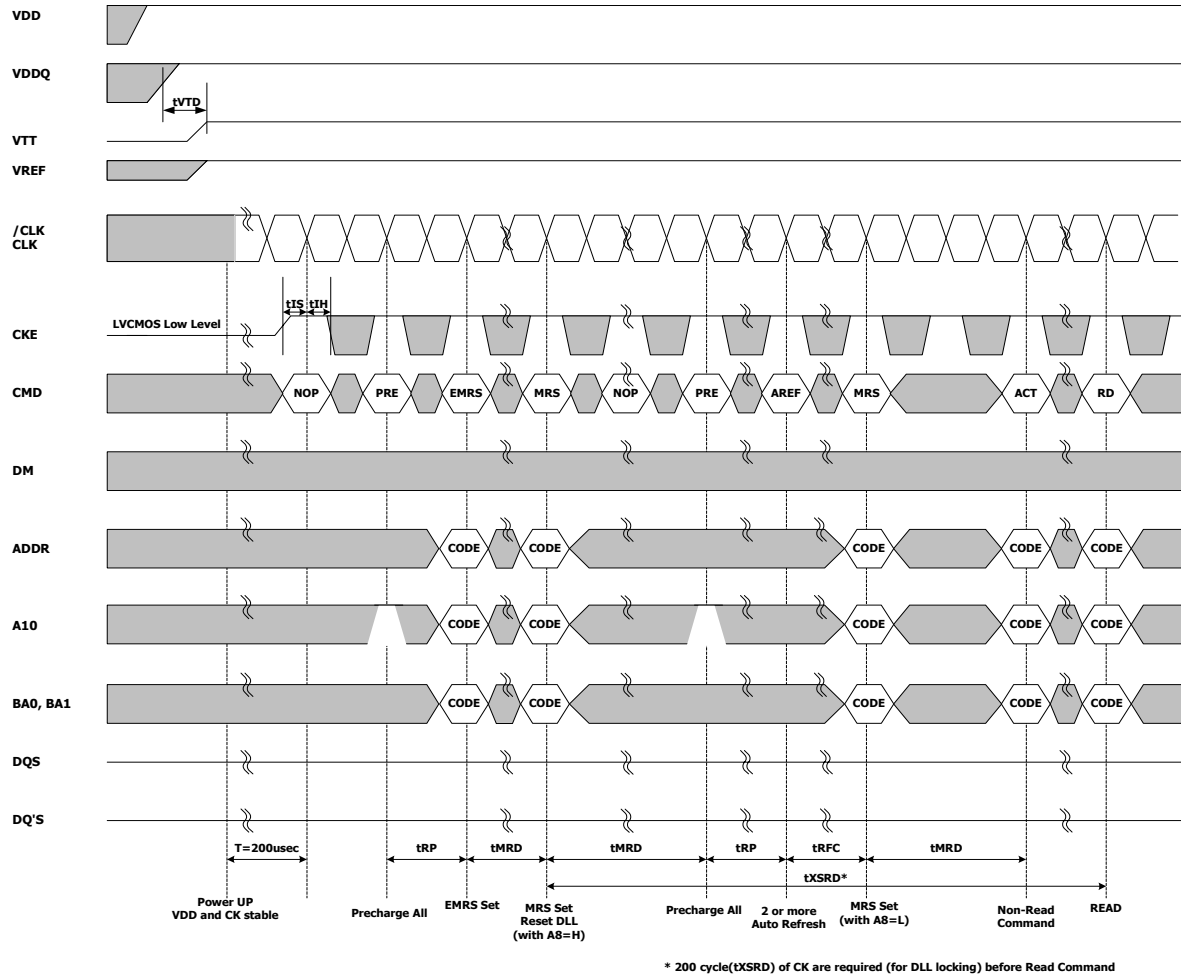 VDD
VDDQ
tVTD
VTT
VREF
/CLK
CLK
tIS tIH
CKE
LVCMOS Low Level
CMD
NOP PRE EMRS MRS NOP PRE AREF MRS ACT RD
DM
ADDR
CODE CODE CODE CODE CODE
A10
CODE CODE CODE CODE CODE
BA0, BA1
CODE CODE CODE CODE CODE
DQS
DQ'S
T=200usec tRP tMRD tMRD tRP tRFC tMRD
tXSRD*
Power UP
VDD and CK stable
Precharge All
EMRS Set
MRS Set
Reset DLL
(with A8=H)
Precharge All
2 or more
Auto Refresh
MRS Set
(with A8=L)
Non-Read
Command
READ
* 200 cycle(tXSRD) of CK are required (for DLL locking) before Read Command